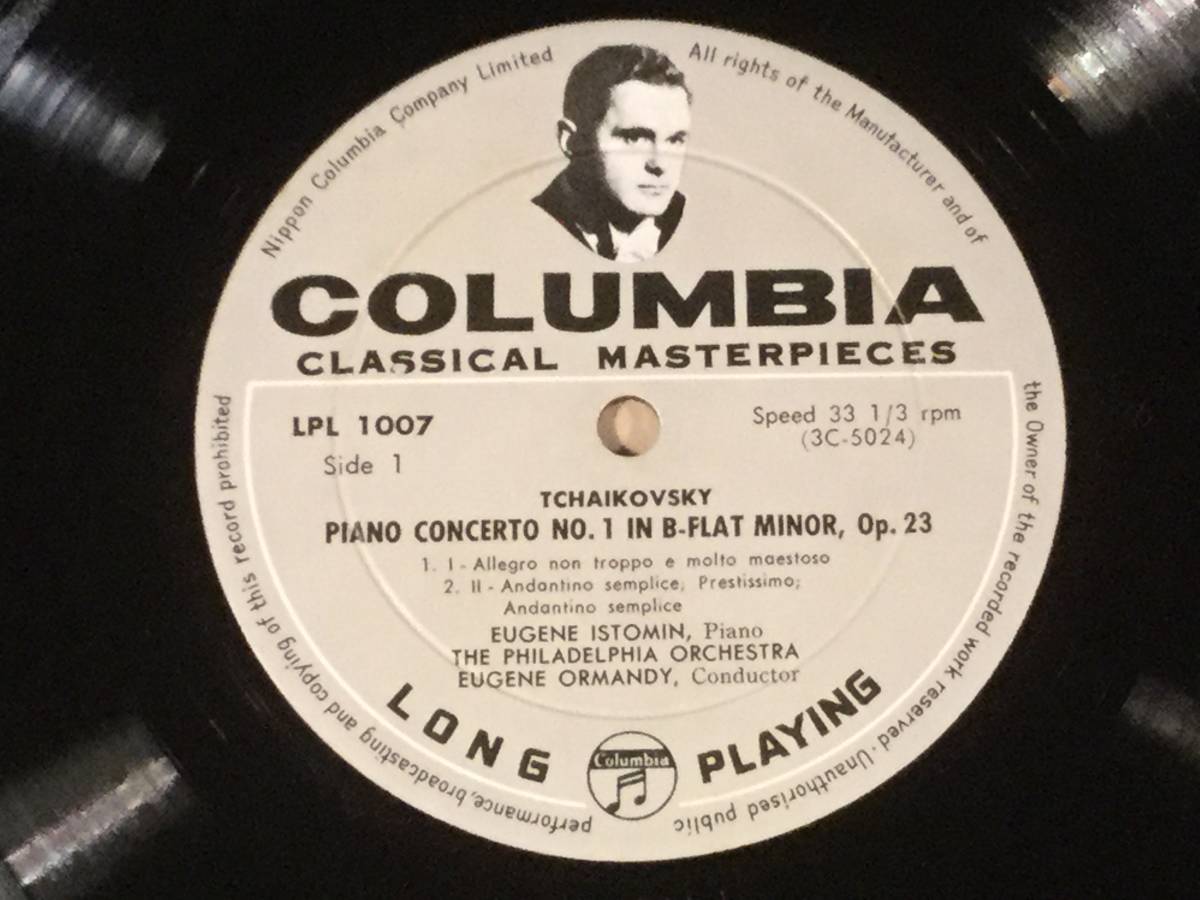 Nippon Columbia Company Limited
All rights of the Manufacturer and of
the Owner of the recorded work reserved · Unauthorised public
performance, broadcasting and copying of this record prohibited
COLUMBIA
CLASSICAL MASTERPIECES
LPL 1007
Side 1
Speed 33 1/3 rpm
(3C-5024)
TCHAIKOVSKY
PIANO CONCERTO NO. 1 IN B-FLAT MINOR, Op. 23
1. I - Allegro non troppo e molto maestoso
2. II - Andantino semplice; Prestissimo;
Andantino semplice
EUGENE ISTOMIN, Piano
THE PHILADELPHIA ORCHESTRA
EUGENE ORMANDY, Conductor
LONG PLAYING
Columbia